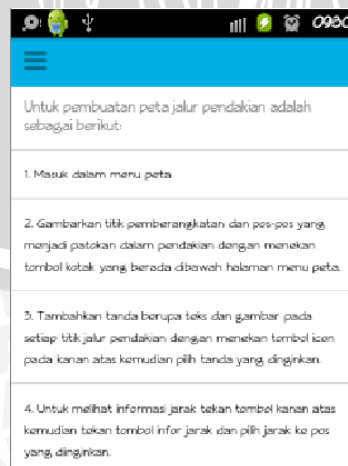 0930
Untuk pembuatan peta jalur pendakian adalah
sebagai berikut:
1. Masuk dalam menu peta.
2. Gambarkan titik pemberangkatan dan pos-pos yang
menjadi patokan dalam pendakian dengan menekan
tombol kotak yang berada dibawah halaman menu peta.
3. Tambahkan tanda berupa teks dan gambar pada
setiap titik jalur pendakian dengan menekan tombol icon
pada kanan atas kemudian pilih tanda yang dinginkan.
4. Untuk melihat informasi jarak tekan tombol kanan atas
kemudian tekan tombol infor jarak dan pilih jarak ke pos
yang diinginkan.